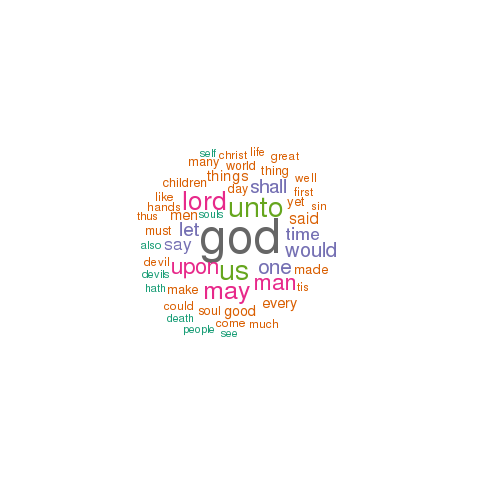 self christ life great
many world
things thing
children day shall well
like lord first
hands unto yet sin
thus men souls said
must let time
also say god would
devil upon us one made
devils man tis
hath make may
could soul good every
death come much
people see